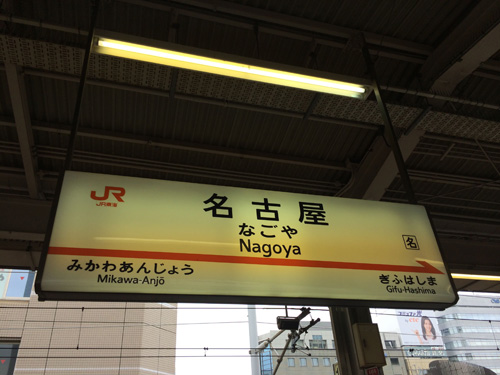 JR
JR東海
名古屋
なごや
Nagoya
名
みかわあんじょう
Mikawa-Anjō
ぎふはしま
Gifu-Hashima